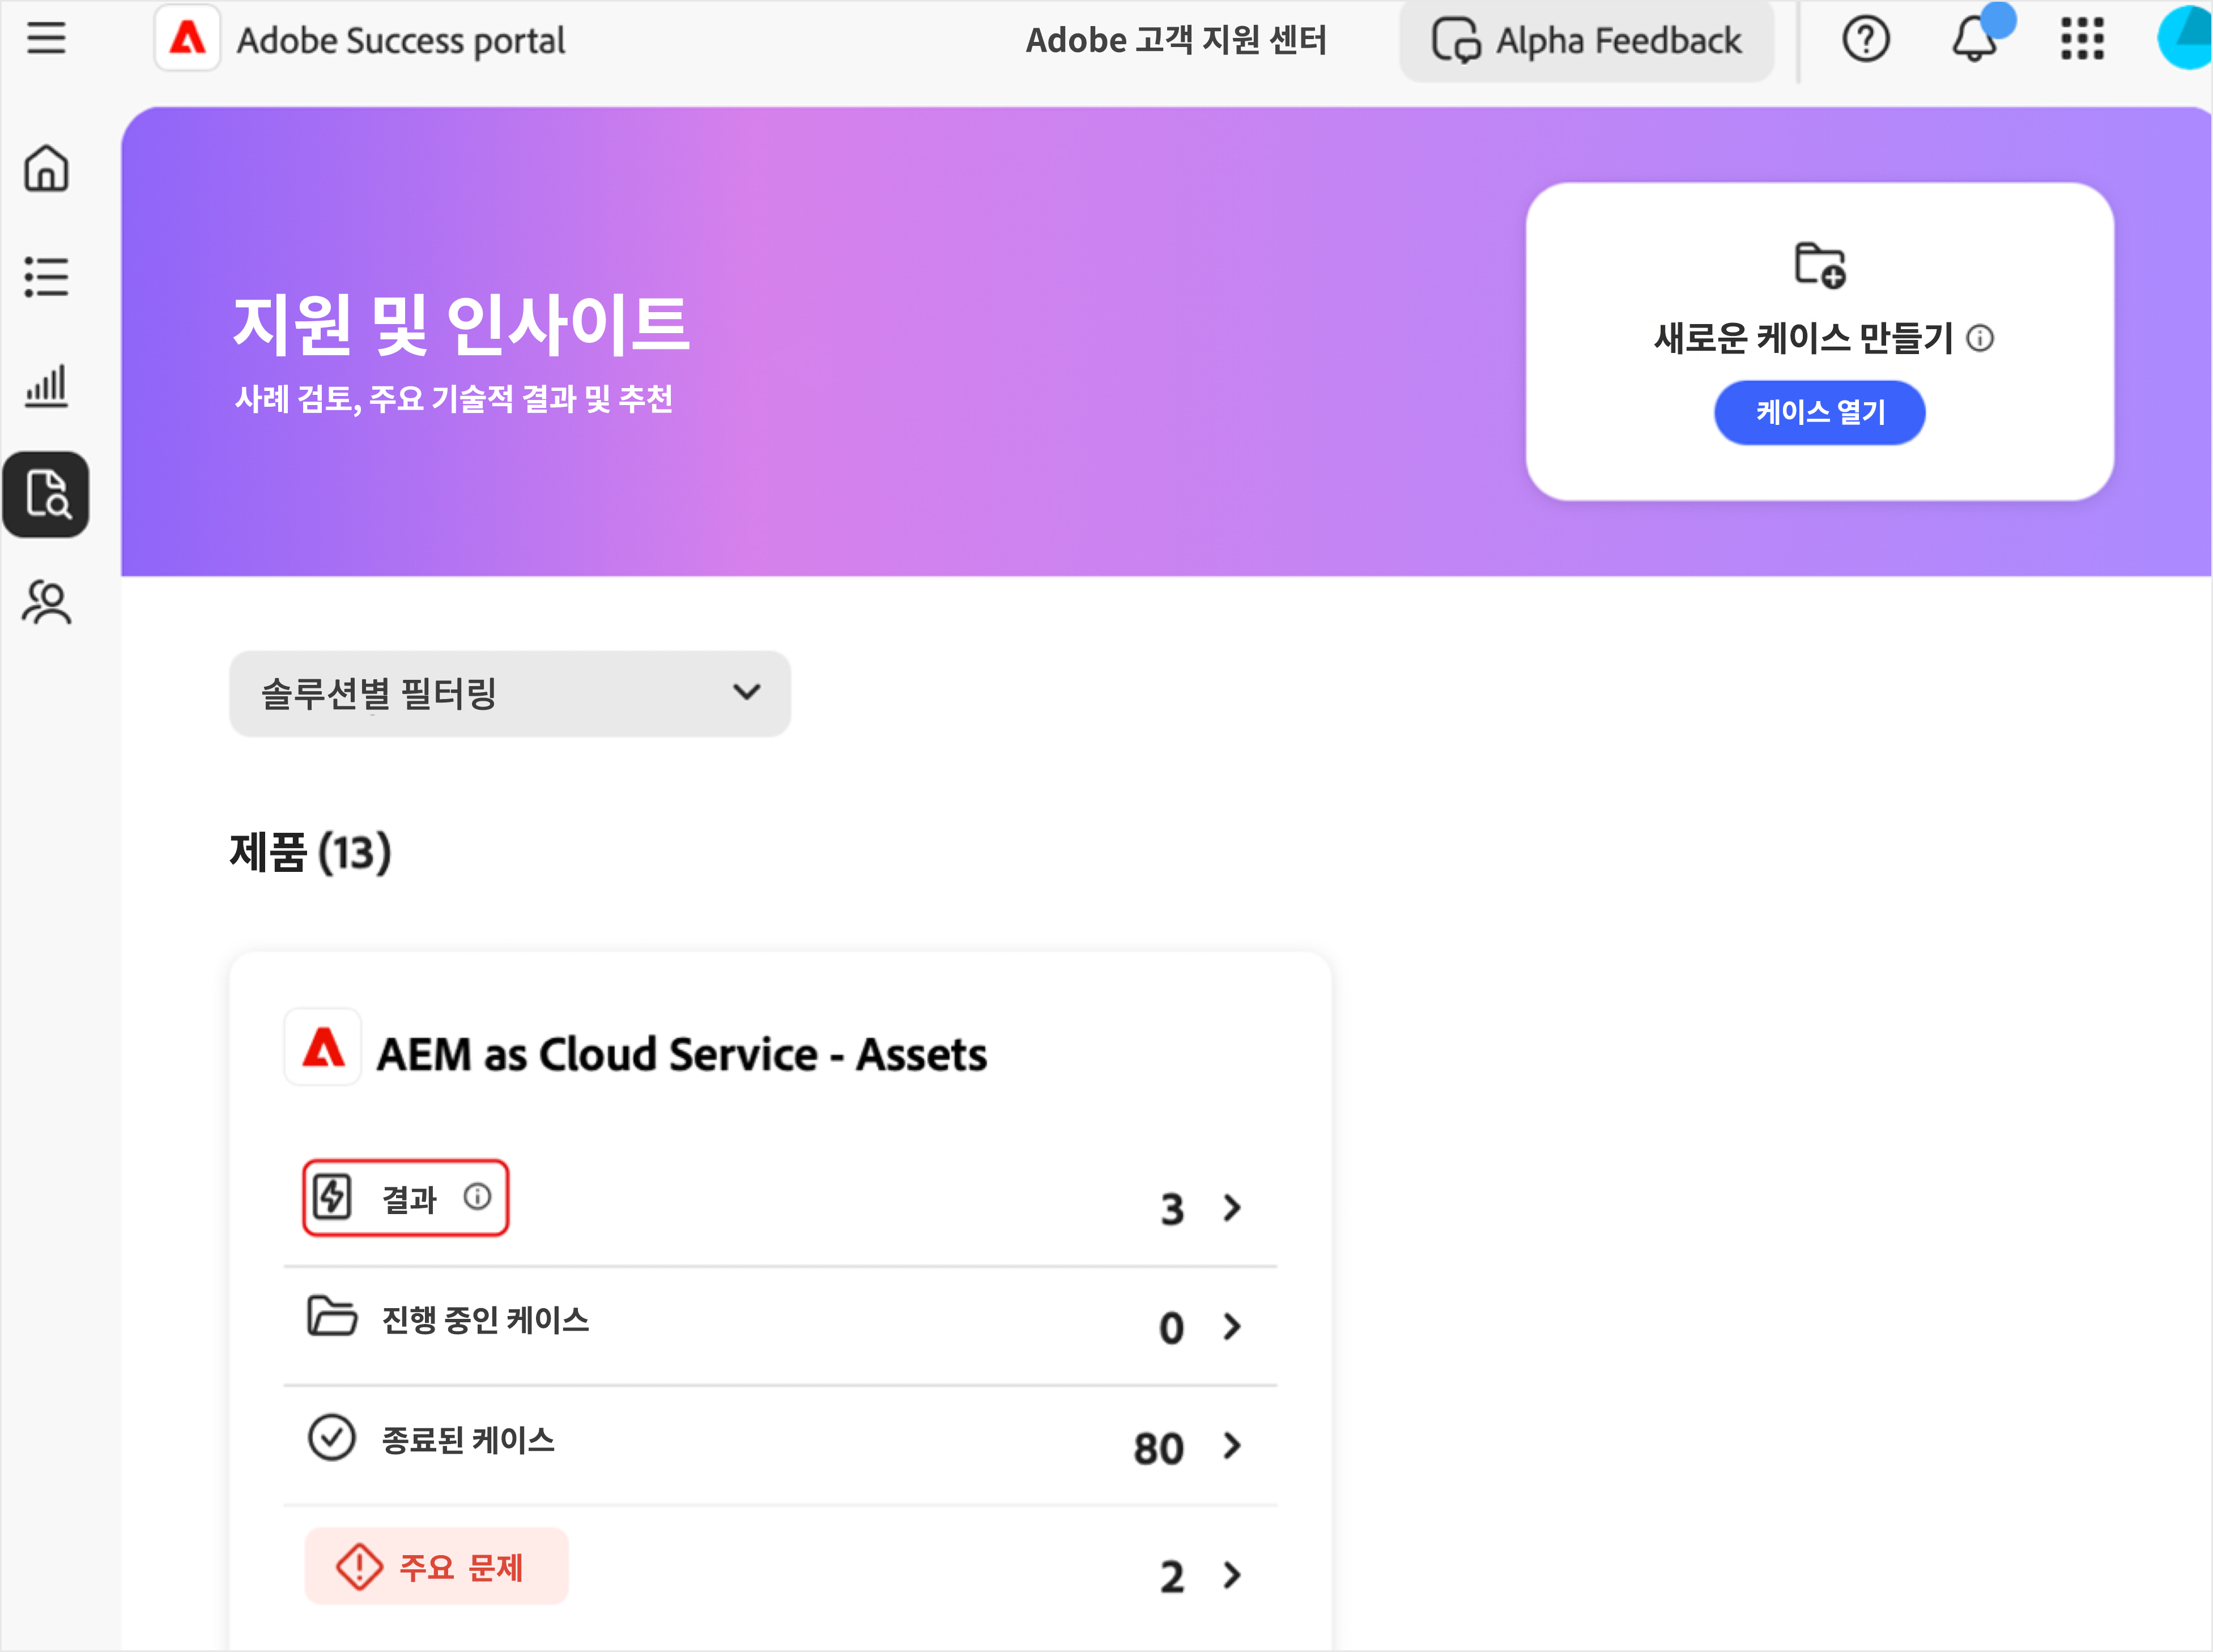 Adobe Success portal
Adobe 고객 지원 센터
Alpha Feedback
지원 및 인사이트
사례 검토, 주요 기술적 결과 및 추천
새로운 케이스 만들기
케이스 열기
솔루션별 필터링
제품 (13)
AEM as Cloud Service - Assets
결과 3
진행 중인 케이스 0
종료된 케이스 80
주요 문제 2